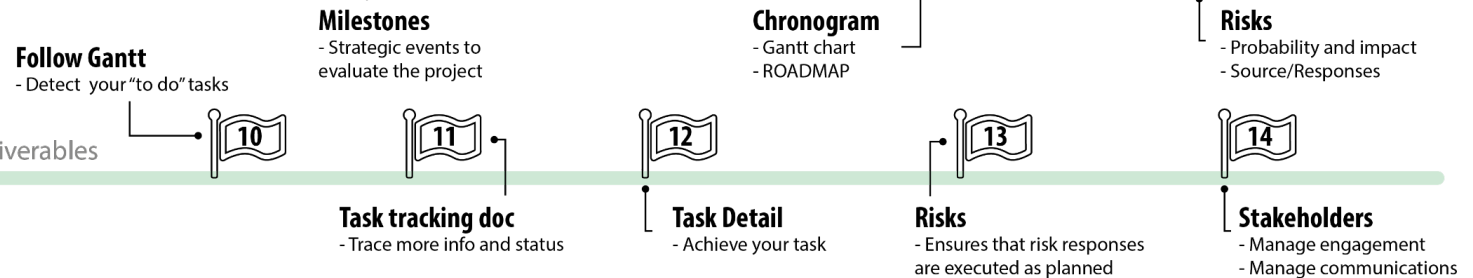 Milestones
- Strategic events to
evaluate the project
Chronogram
- Gantt chart
- ROADMAP
Risks
- Probability and impact
- Source/Responses
Follow Gantt
- Detect your “to do” tasks
10
11
12
13
14
Task tracking doc
- Trace more info and status
Task Detail
- Achieve your task
Risks
- Ensures that risk responses
are executed as planned
Stakeholders
- Manage engagement
- Manage communications